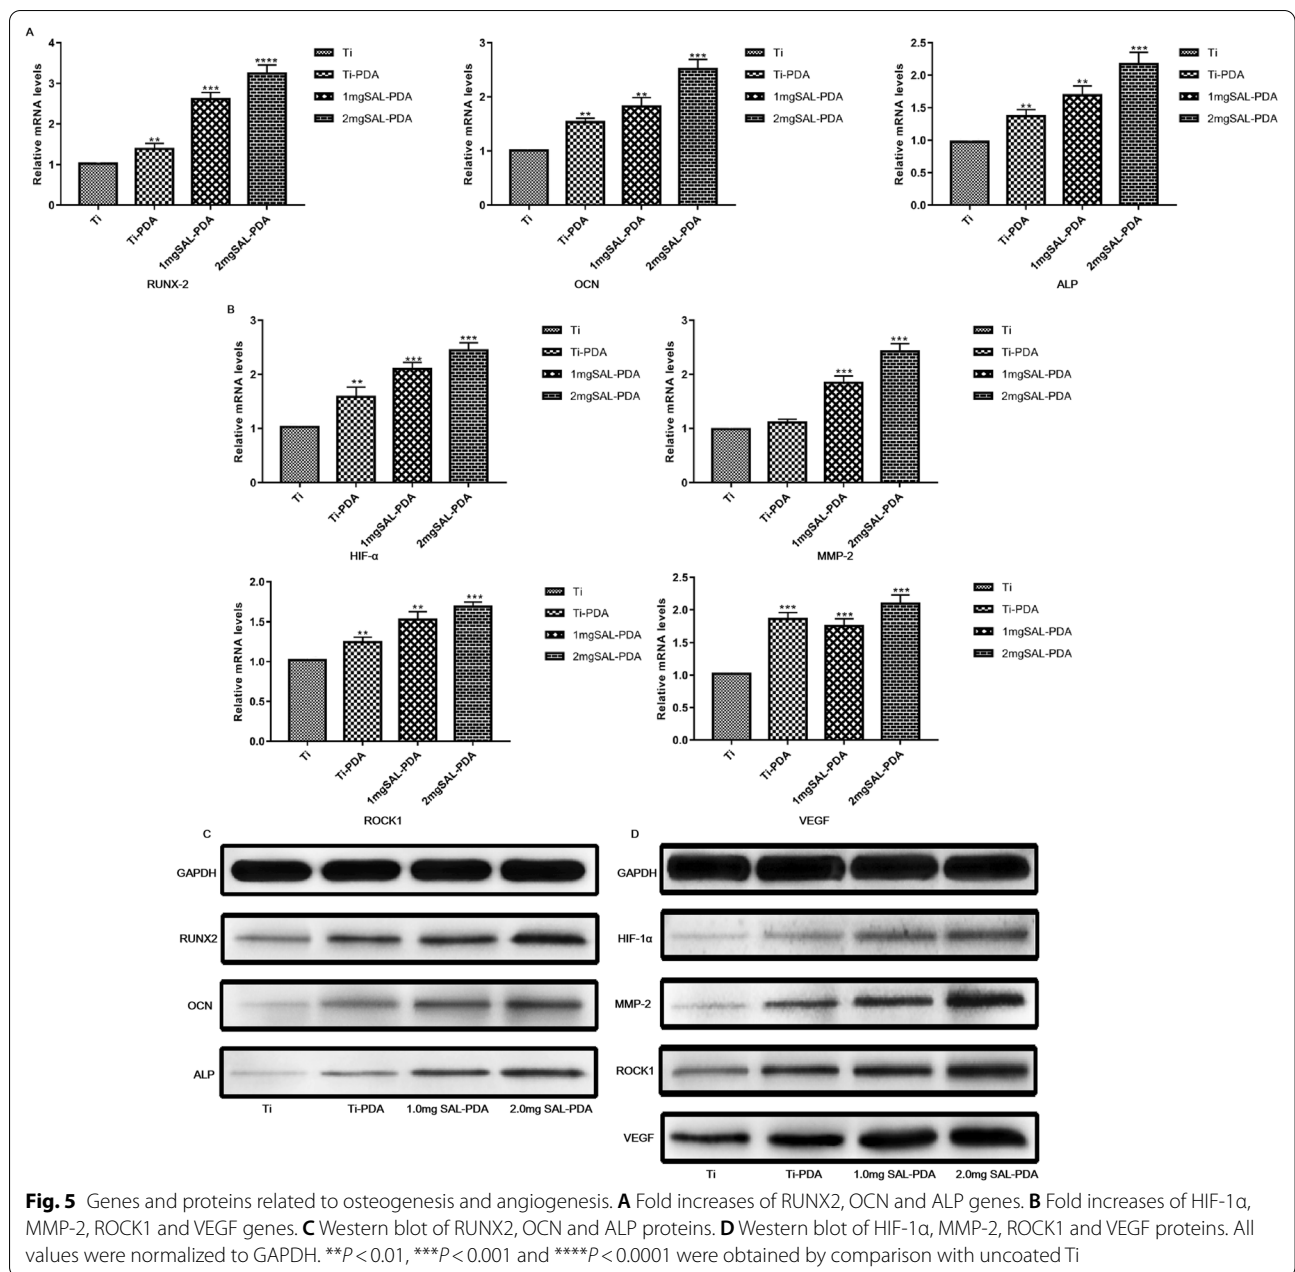 A
Relative mRNA levels
4
3
2
1
0
**
***
****
Ti
Ti-PDA
1mgSAL-PDA
2mgSAL-PDA
RUNX-2
Ti
Ti-PDA
1mgSAL-PDA
2mgSAL-PDA
Relative mRNA levels
3
2
1
0
**
**
***
Ti
Ti-PDA
1mgSAL-PDA
2mgSAL-PDA
OCN
Ti
Ti-PDA
1mgSAL-PDA
2mgSAL-PDA
Relative mRNA levels
2.5
2.0
1.5
1.0
0.5
0.0
**
**
***
Ti
Ti-PDA
1mgSAL-PDA
2mgSAL-PDA
ALP
Ti
Ti-PDA
1mgSAL-PDA
2mgSAL-PDA
B
Relative mRNA levels
3
2
1
0
**
***
***
Ti
Ti-PDA
1mgSAL-PDA
2mgSAL-PDA
HIF-α
Ti
Ti-PDA
1mgSAL-PDA
2mgSAL-PDA
Relative mRNA levels
3
2
1
0
***
***
Ti
Ti-PDA
1mgSAL-PDA
2mgSAL-PDA
MMP-2
Ti
Ti-PDA
1mgSAL-PDA
2mgSAL-PDA
Relative mRNA levels
2.0
1.5
1.0
0.5
0.0
**
**
***
Ti
Ti-PDA
1mgSAL-PDA
2mgSAL-PDA
ROCK1
Ti
Ti-PDA
1mgSAL-PDA
2mgSAL-PDA
Relative mRNA levels
2.5
2.0
1.5
1.0
0.5
0.0
***
***
***
Ti
Ti-PDA
1mgSAL-PDA
2mgSAL-PDA
VEGF
Ti
Ti-PDA
1mgSAL-PDA
2mgSAL-PDA
C
GAPDH
RUNX2
OCN
ALP
Ti Ti-PDA 1.0mg SAL-PDA 2.0mg SAL-PDA
D
GAPDH
HIF-1α
MMP-2
ROCK1
VEGF
Ti Ti-PDA 1.0mg SAL-PDA 2.0mg SAL-PDA
Fig. 5 Genes and proteins related to osteogenesis and angiogenesis. A Fold increases of RUNX2, OCN and ALP genes. B Fold increases of HIF-1α,
MMP-2, ROCK1 and VEGF genes. C Western blot of RUNX2, OCN and ALP proteins. D Western blot of HIF-1α, MMP-2, ROCK1 and VEGF proteins. All
values were normalized to GAPDH. **P < 0.01, ***P < 0.001 and ****P < 0.0001 were obtained by comparison with uncoated Ti